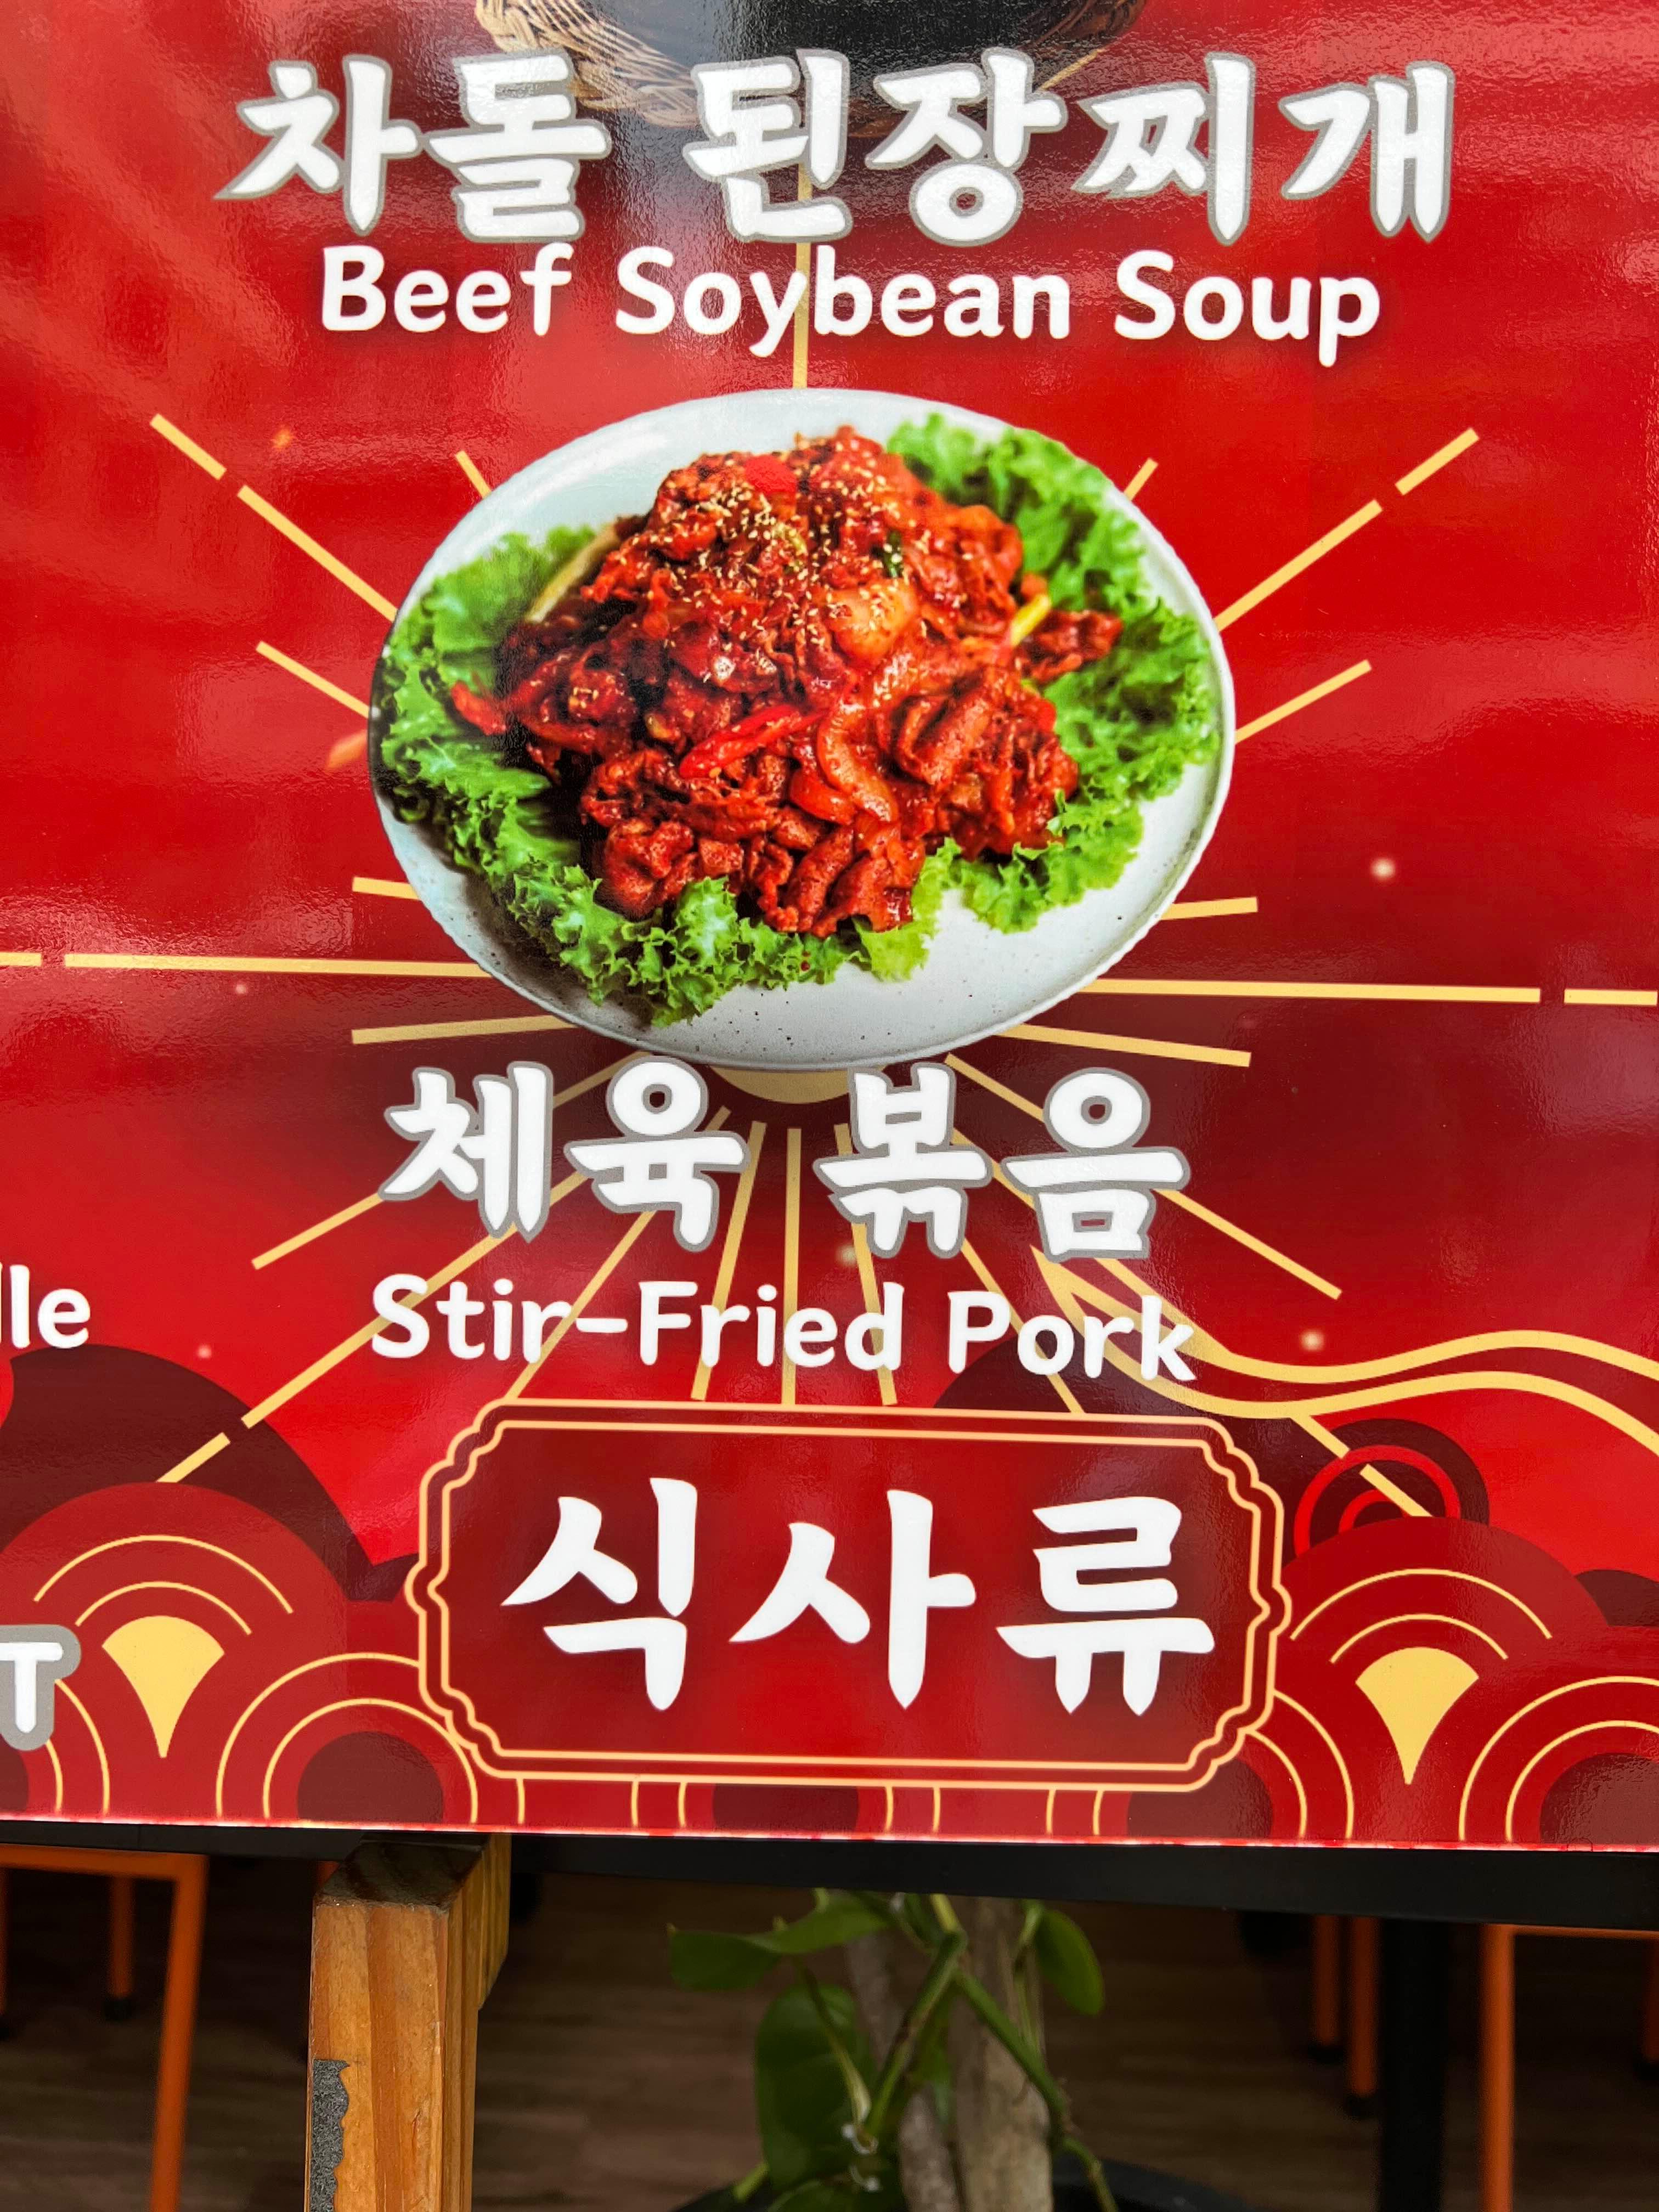 차돌 된장찌개
Beef Soybean Soup
체육 볶음
Stir-Fried Pork
식사류